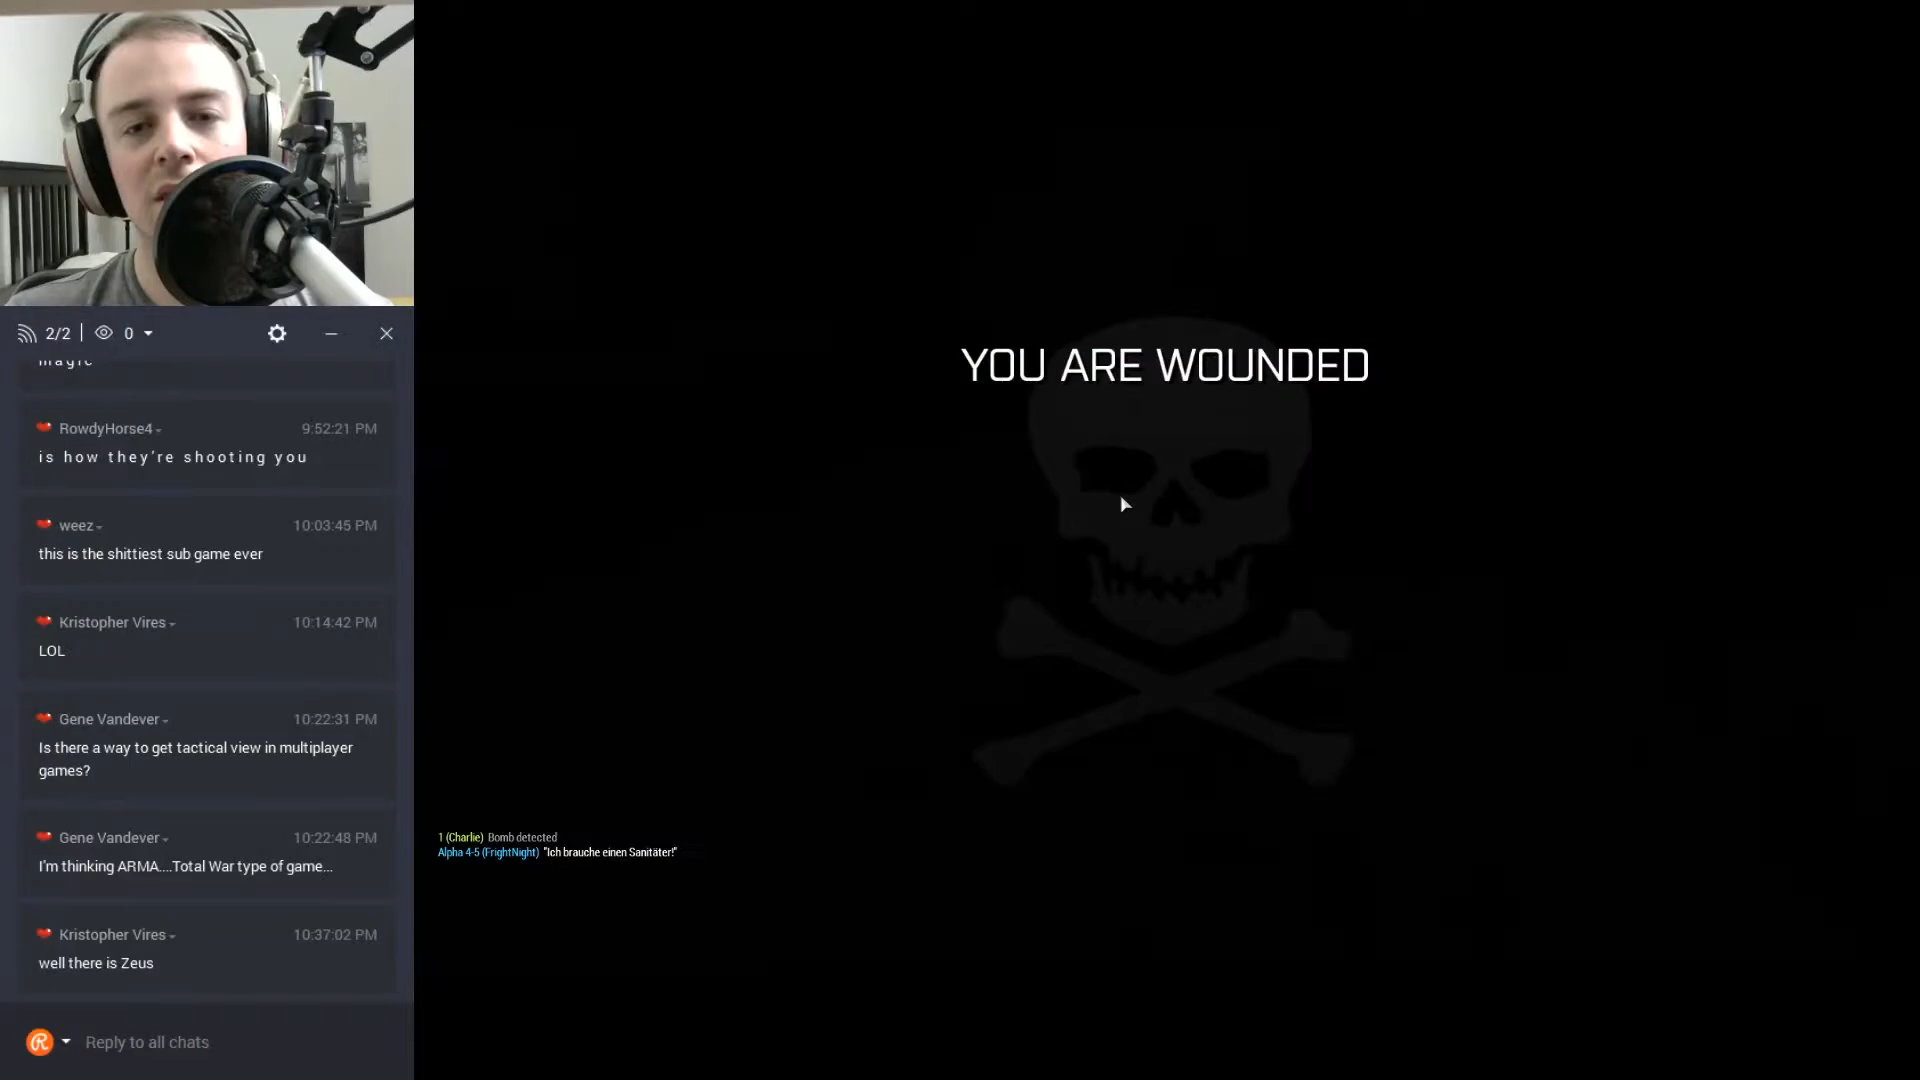 2/2
0
magic
RowdyHorse4
9:52:21 PM
is how they're shooting you
weez
10:03:45 PM
this is the shittiest sub game ever
Kristopher Vires
10:14:42 PM
LOL
Gene Vandever
10:22:31 PM
Is there a way to get tactical view in multiplayer
games?
Gene Vandever
10:22:48 PM
I'm thinking ARMA....Total War type of game...
Kristopher Vires
10:37:02 PM
well there is Zeus
Reply to all chats
YOU ARE WOUNDED
1 (Charlie) Bomb detected
Alpha 4-5 (FrightNight) "Ich brauche einen Sanitäter!"